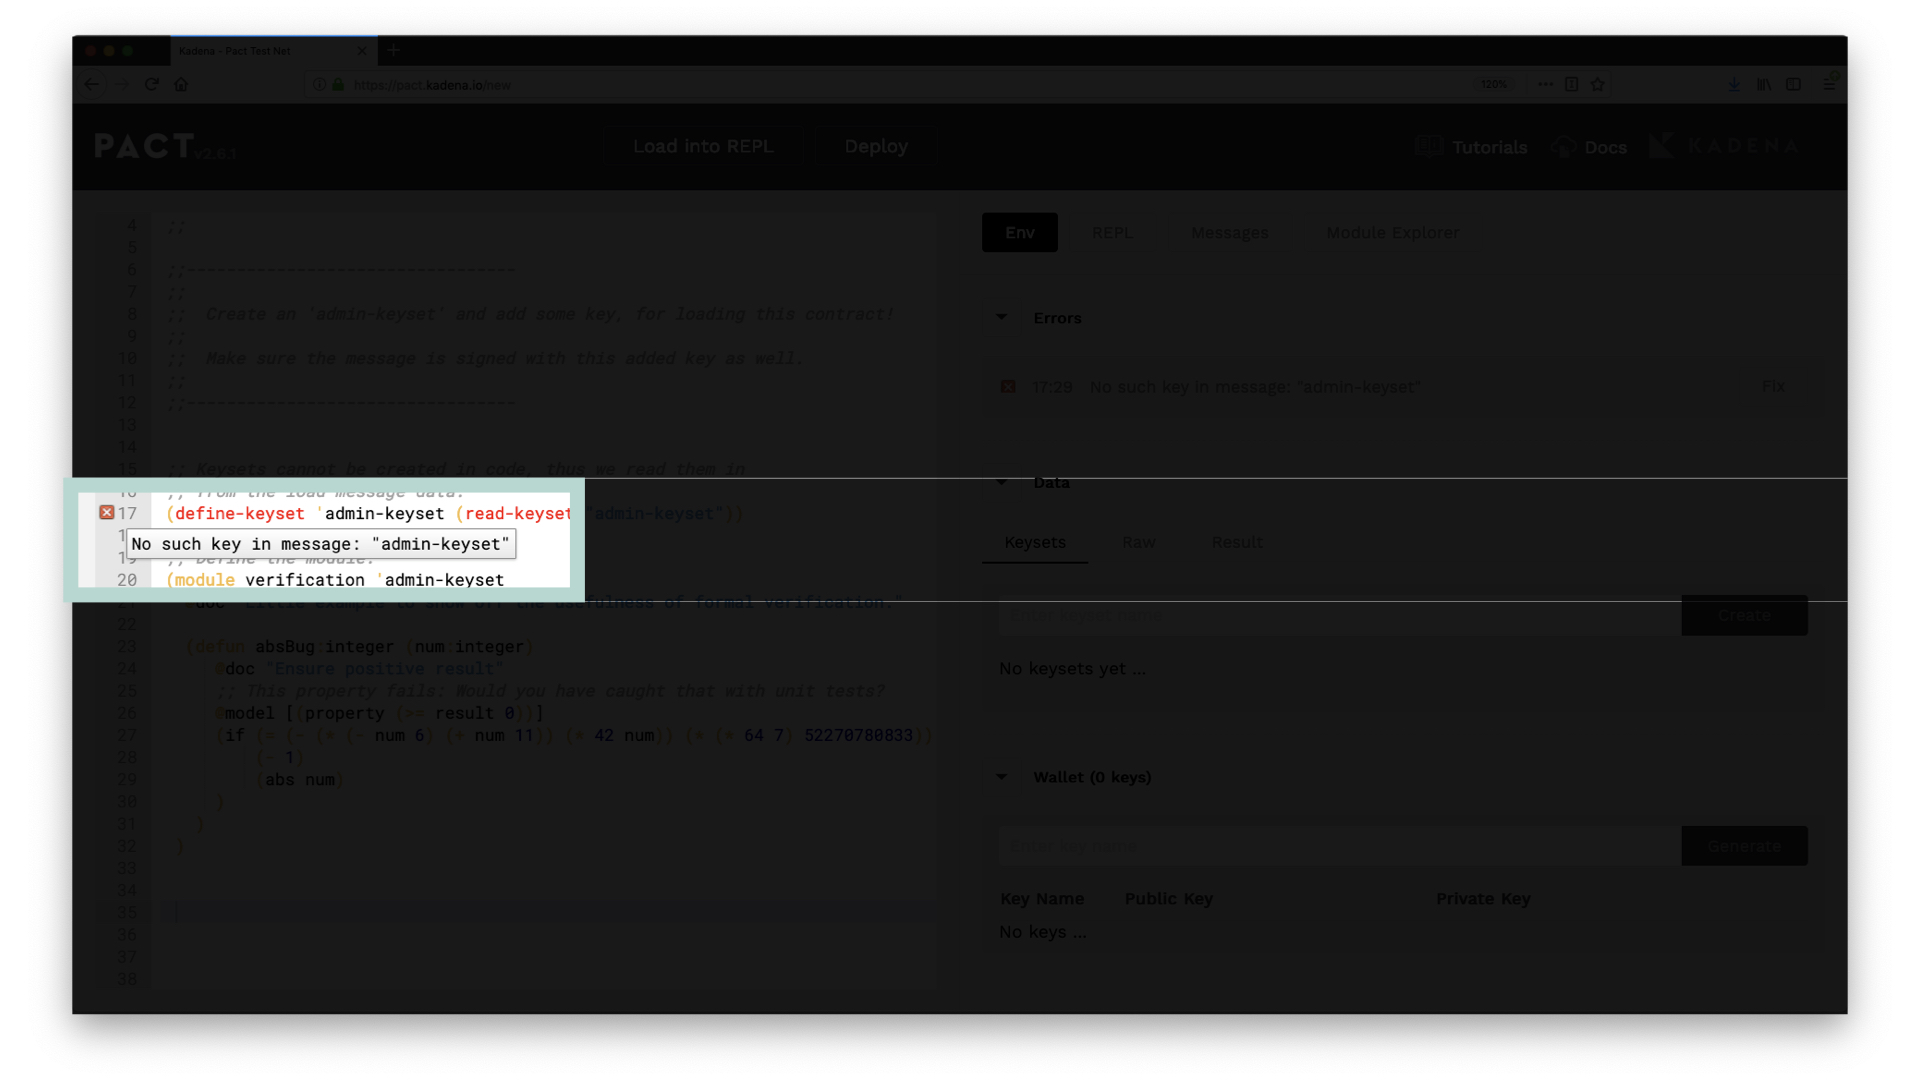 Kadena - Pact Test Net
https://pact.kadena.io/new
120%
PACT v2.6.1
Load into REPL
Deploy
Tutorials
Docs
KADENA
4 ;;
5
6 ;;---------------------------------
7 ;;
8 ;; Create an 'admin-keyset' and add some key, for loading this contract!
9 ;;
10 ;; Make sure the message is signed with this added key as well.
11 ;;
12 ;;---------------------------------
13
14
15 ;; Keysets cannot be created in code, thus we read them in
16 ;; from the load message data.
17 (define-keyset 'admin-keyset (read-keyset "admin-keyset"))
No such key in message: "admin-keyset"
19 ;; Define the module.
20 (module verification 'admin-keyset
21 @doc "Little example to show off the usefulness of formal verification."
22
23 (defun absBug:integer (num:integer)
24 @doc "Ensure positive result"
25 ;; This property fails: Would you have caught that with unit tests?
26 @model [(property (>= result 0))]
27 (if (= (- (* (- num 6) (+ num 11)) (* 42 num)) (* (* 64 7) 52270780833))
28 (- 1)
29 (abs num)
30 )
31 )
32 )
33
34
35
36
37
38
Env
REPL
Messages
Module Explorer
Errors
17:29 No such key in message: "admin-keyset"
Fix
Data
Keysets
Raw
Result
Enter keyset name
Create
No keysets yet ...
Wallet (0 keys)
Enter key name
Generate
Key Name
Public Key
Private Key
No keys ...